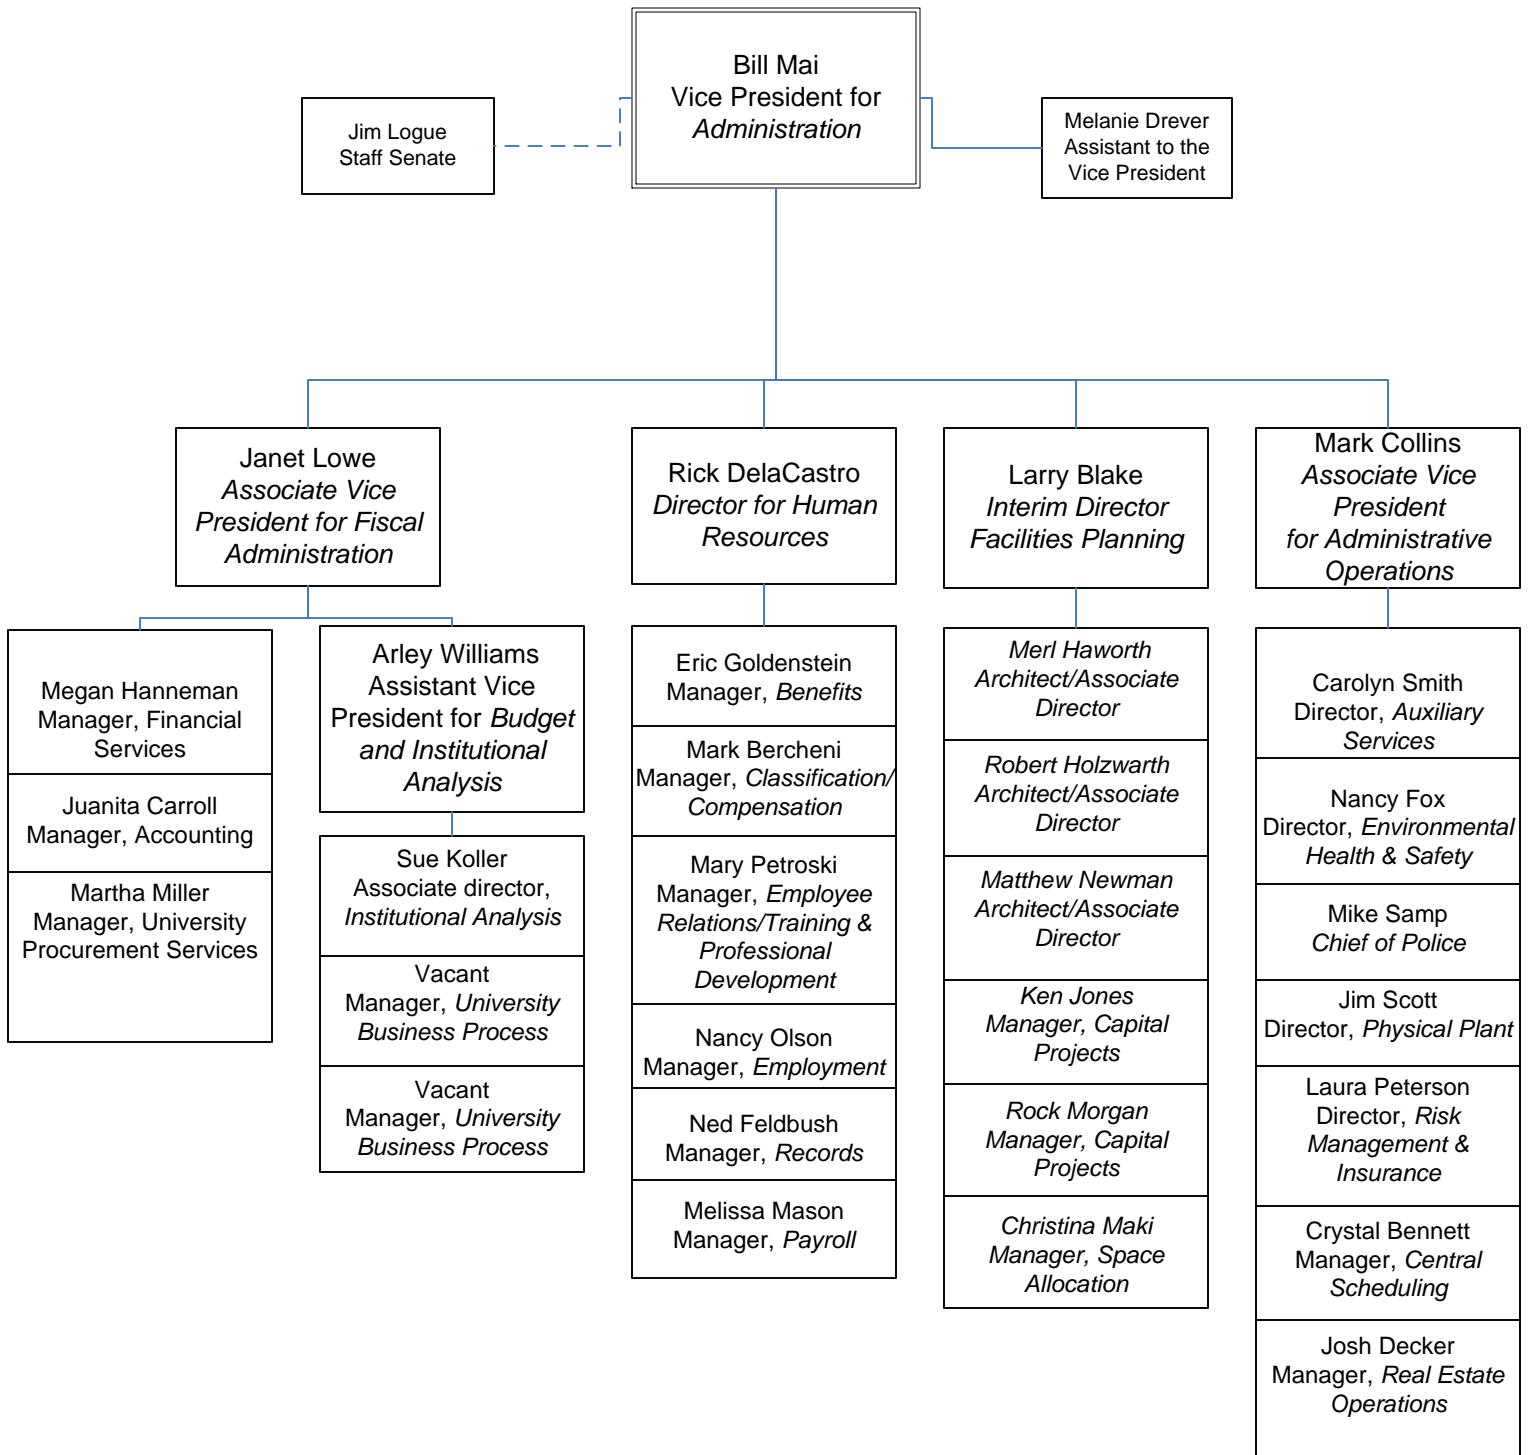 Bill Mai
Vice President for
Administration
Jim Logue
Staff Senate
Melanie Drever
Assistant to the
Vice President
Janet Lowe
Associate Vice
President for Fiscal
Administration
Rick DelaCastro
Director for Human
Resources
Larry Blake
Interim Director
Facilities Planning
Mark Collins
Associate Vice
President
for Administrative
Operations
Megan Hanneman
Manager, Financial
Services
Juanita Carroll
Manager, Accounting
Martha Miller
Manager, University
Procurement Services
Arley Williams
Assistant Vice
President for Budget
and Institutional
Analysis
Sue Koller
Associate director,
Institutional Analysis
Vacant
Manager, University
Business Process
Vacant
Manager, University
Business Process
Eric Goldenstein
Manager, Benefits
Mark Bercheni
Manager, Classification/
Compensation
Mary Petroski
Manager, Employee
Relations/Training &
Professional
Development
Nancy Olson
Manager, Employment
Ned Feldbush
Manager, Records
Melissa Mason
Manager, Payroll
Merl Haworth
Architect/Associate
Director
Robert Holzwarth
Architect/Associate
Director
Matthew Newman
Architect/Associate
Director
Ken Jones
Manager, Capital
Projects
Rock Morgan
Manager, Capital
Projects
Christina Maki
Manager, Space
Allocation
Carolyn Smith
Director, Auxiliary
Services
Nancy Fox
Director, Environmental
Health & Safety
Mike Samp
Chief of Police
Jim Scott
Director, Physical Plant
Laura Peterson
Director, Risk
Management &
Insurance
Crystal Bennett
Manager, Central
Scheduling
Josh Decker
Manager, Real Estate
Operations